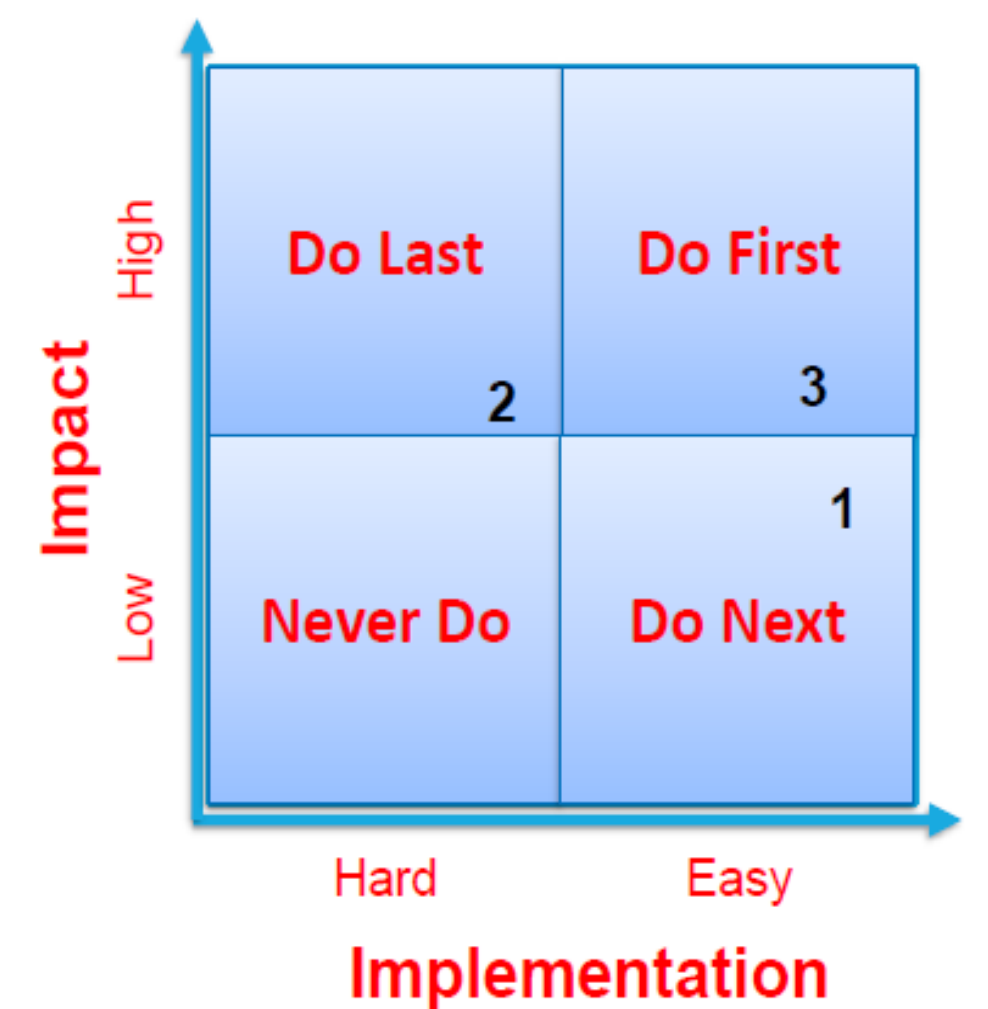 High
Do Last
Do First
2
3
Impact
1
Low
Never Do
Do Next
Hard
Easy
Implementation